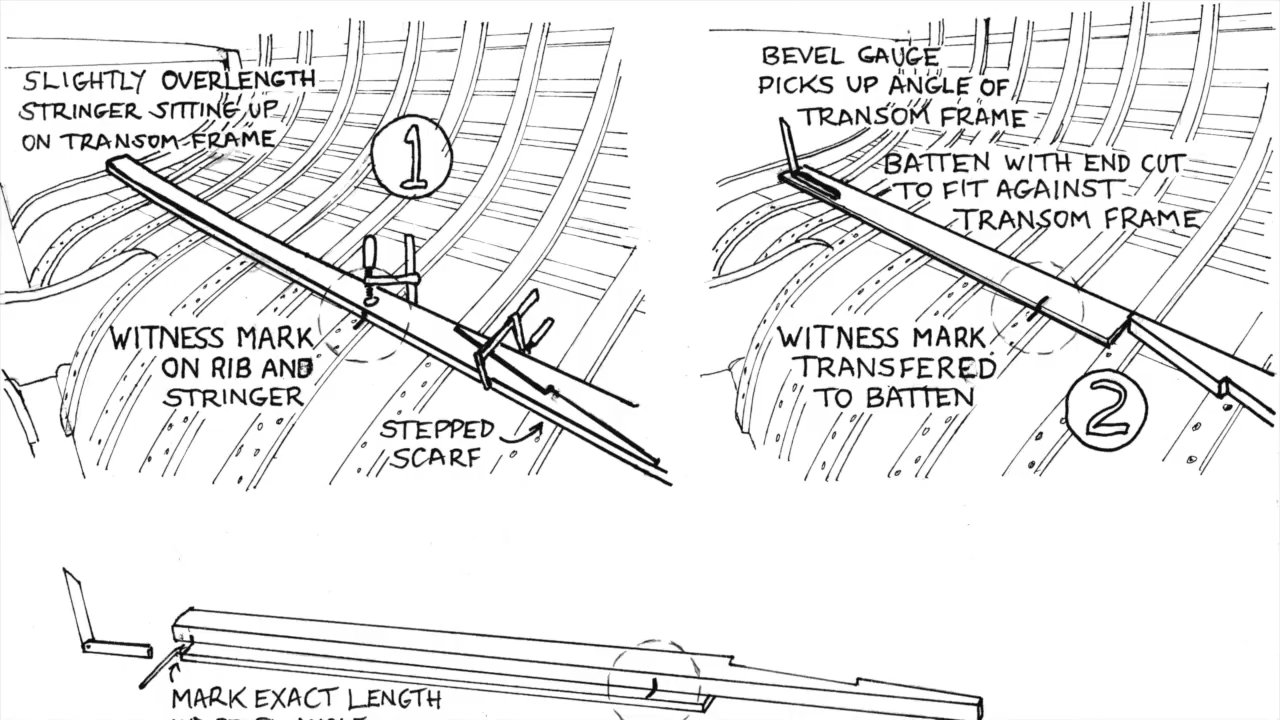 SLIGHTLY OVERLENGTH
STRINGER SITTING UP
ON TRANSOM FRAME
1
WITNESS MARK
ON RIB AND
STRINGER
STEPPED
SCARF
BEVEL GAUGE
PICKS UP ANGLE OF
TRANSOM FRAME
BATTEN WITH END CUT
TO FIT AGAINST
TRANSOM FRAME
WITNESS MARK
TRANSFERED
TO BATTEN
2
MARK EXACT LENGTH